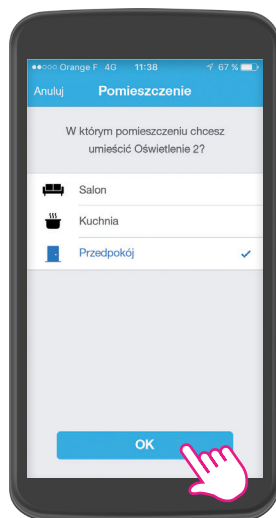 ●●○○○ Orange F 4G 11:38 67 %
Anuluj Pomieszczenie
W którym pomieszczeniu chcesz
umieścić Oświetlenie 2?
Salon
Kuchnia
Przedpokój
OK